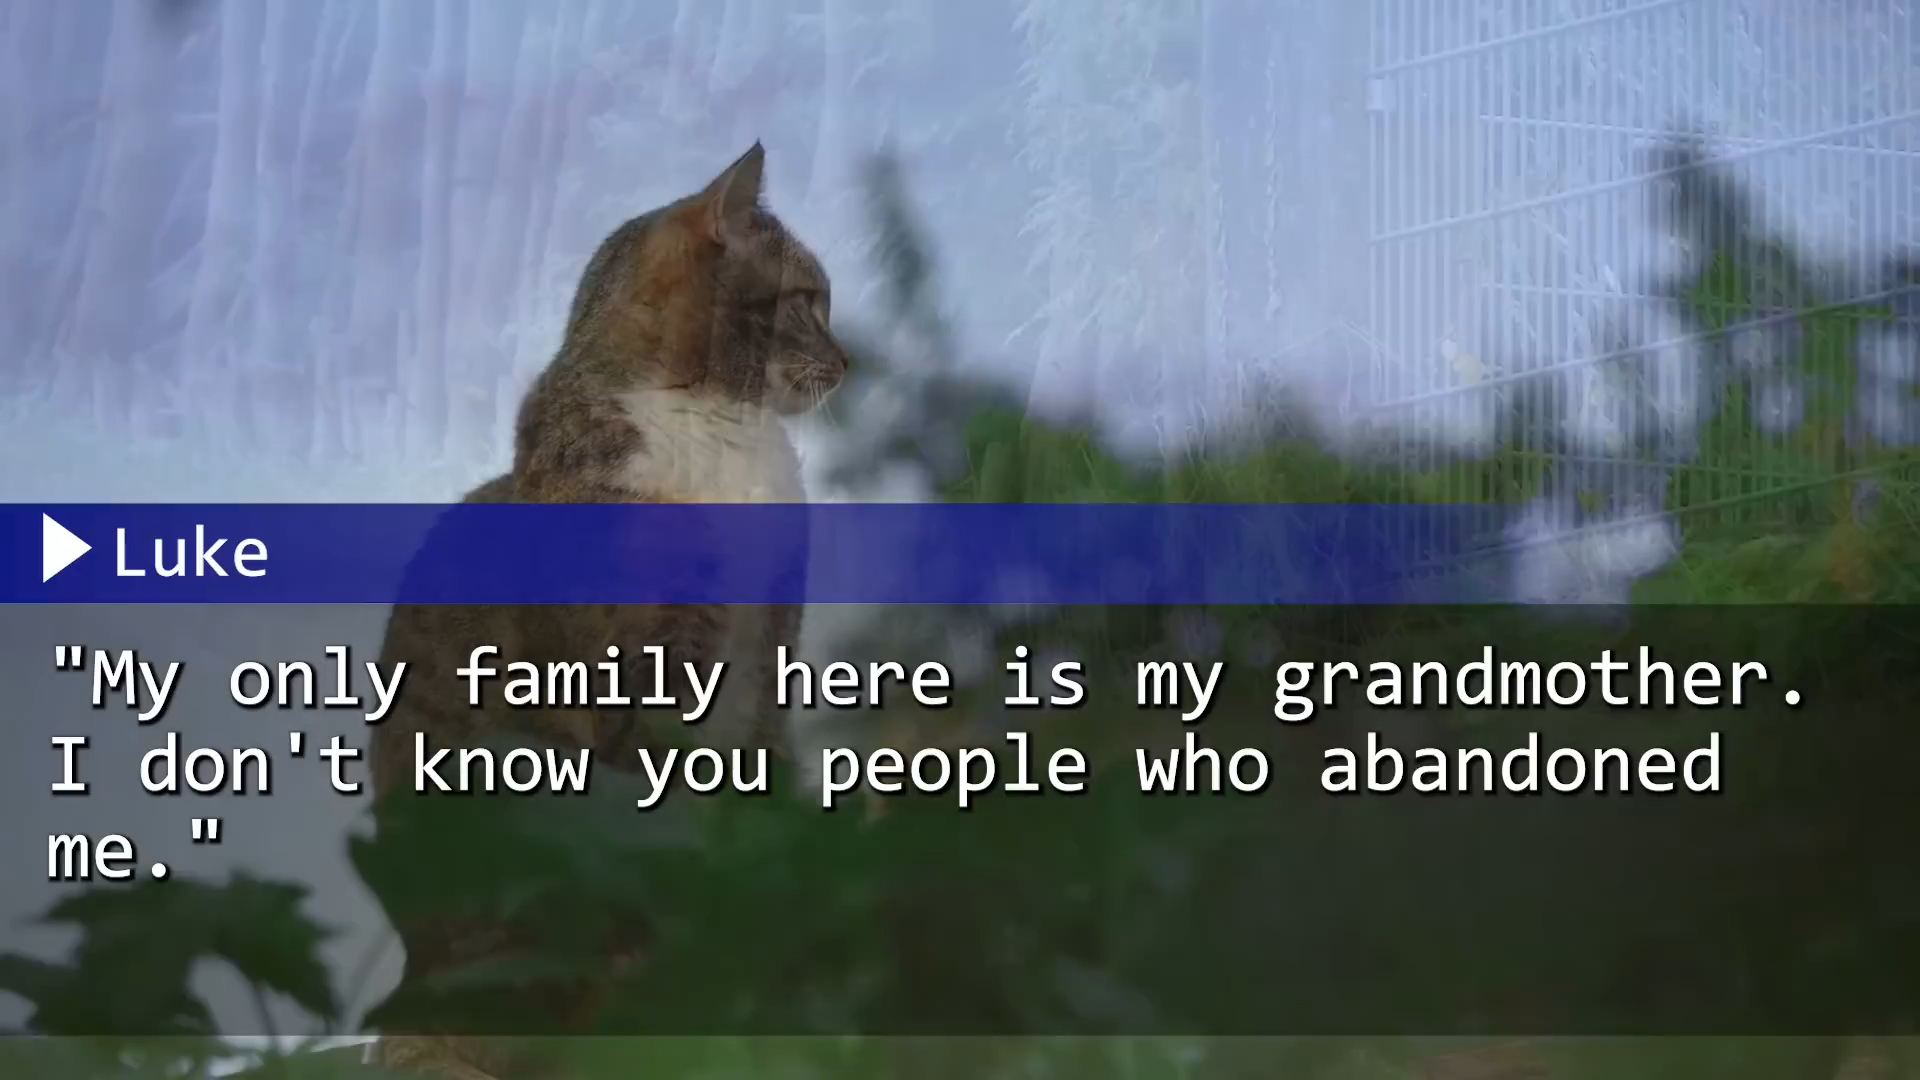 Luke
"My only family here is my grandmother.
I don't know you people who abandoned
me."